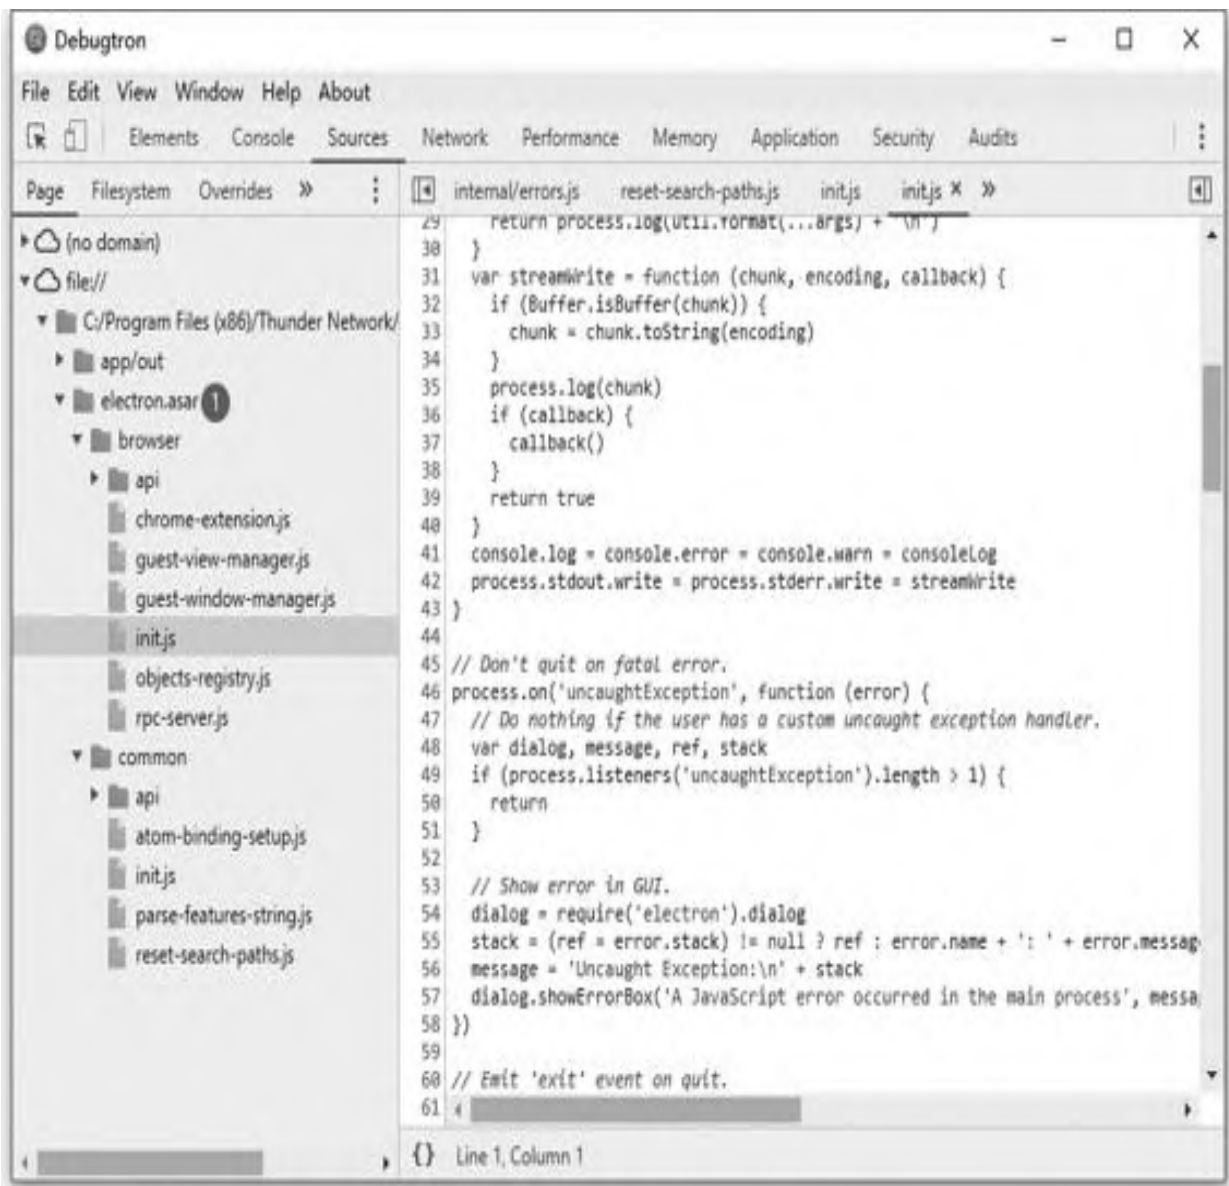 Debugtron
File Edit View Window Help About
Elements Console Sources Network Performance Memory Application Security Audits
Page Filesystem Overrides »
internal/errors.js reset-search-paths.js init.js init.js × »
(no domain)
file://
C:/Program Files (x86)/Thunder Network/
app/out
electron.asar 1
browser
api
chrome-extension.js
guest-view-manager.js
guest-window-manager.js
init.js
objects-registry.js
rpc-server.js
common
api
atom-binding-setup.js
init.js
parse-features-string.js
reset-search-paths.js
29 return process.log(util.format(...args) + '\n')
30 }
31 var streamWrite = function (chunk, encoding, callback) {
32 if (Buffer.isBuffer(chunk)) {
33 chunk = chunk.toString(encoding)
34 }
35 process.log(chunk)
36 if (callback) {
37 callback()
38 }
39 return true
40 }
41 console.log = console.error = console.warn = consoleLog
42 process.stdout.write = process.stderr.write = streamWrite
43 }
44
45 // Don't quit on fatal error.
46 process.on('uncaughtException', function (error) {
47 // Do nothing if the user has a custom uncaught exception handler.
48 var dialog, message, ref, stack
49 if (process.listeners('uncaughtException').length > 1) {
50 return
51 }
52
53 // Show error in GUI.
54 dialog = require('electron').dialog
55 stack = (ref = error.stack) != null ? ref : error.name + ': ' + error.messag
56 message = 'Uncaught Exception:\n' + stack
57 dialog.showErrorBox('A JavaScript error occurred in the main process', messa
58 })
59
60 // Emit 'exit' event on quit.
61
{} Line 1, Column 1